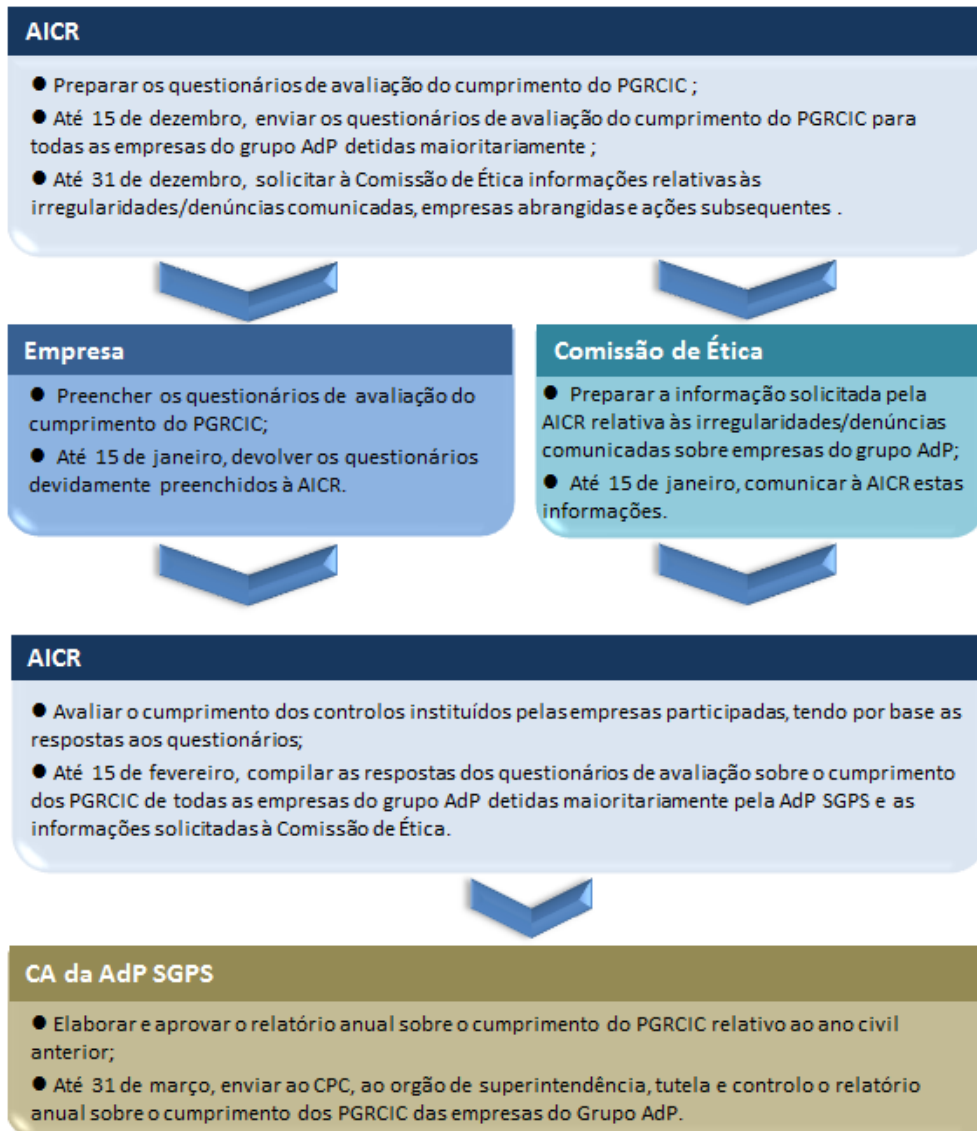 AICR
● Preparar os questionários de avaliação do cumprimento do PGRCIC ;
● Até 15 de dezembro, enviar os questionários de avaliação do cumprimento do PGRCIC para
todas as empresas do grupo AdP detidas maioritariamente ;
● Até 31 de dezembro, solicitar à Comissão de Ética informações relativas às
irregularidades/denúncias comunicadas, empresas abrangidas e ações subsequentes .
Empresa
● Preencher os questionários de avaliação do
cumprimento do PGRCIC;
● Até 15 de janeiro, devolver os questionários
devidamente preenchidos à AICR.
Comissão de Ética
● Preparar a informação solicitada pela
AICR relativa às irregularidades/denúncias
comunicadas sobre empresas do grupo AdP;
● Até 15 de janeiro, comunicar à AICR estas
informações.
AICR
● Avaliar o cumprimento dos controlos instituídos pelas empresas participadas, tendo por base as
respostas aos questionários;
● Até 15 de fevereiro, compilar as respostas dos questionários de avaliação sobre o cumprimento
dos PGRCIC de todas as empresas do grupo AdP detidas maioritariamente pela AdP SGPS e as
informações solicitadas à Comissão de Ética.
CA da AdP SGPS
● Elaborar e aprovar o relatório anual sobre o cumprimento do PGRCIC relativo ao ano civil
anterior;
● Até 31 de março, enviar ao CPC, ao orgão de superintendência, tutela e controlo o relatório
anual sobre o cumprimento dos PGRCIC das empresas do Grupo AdP.